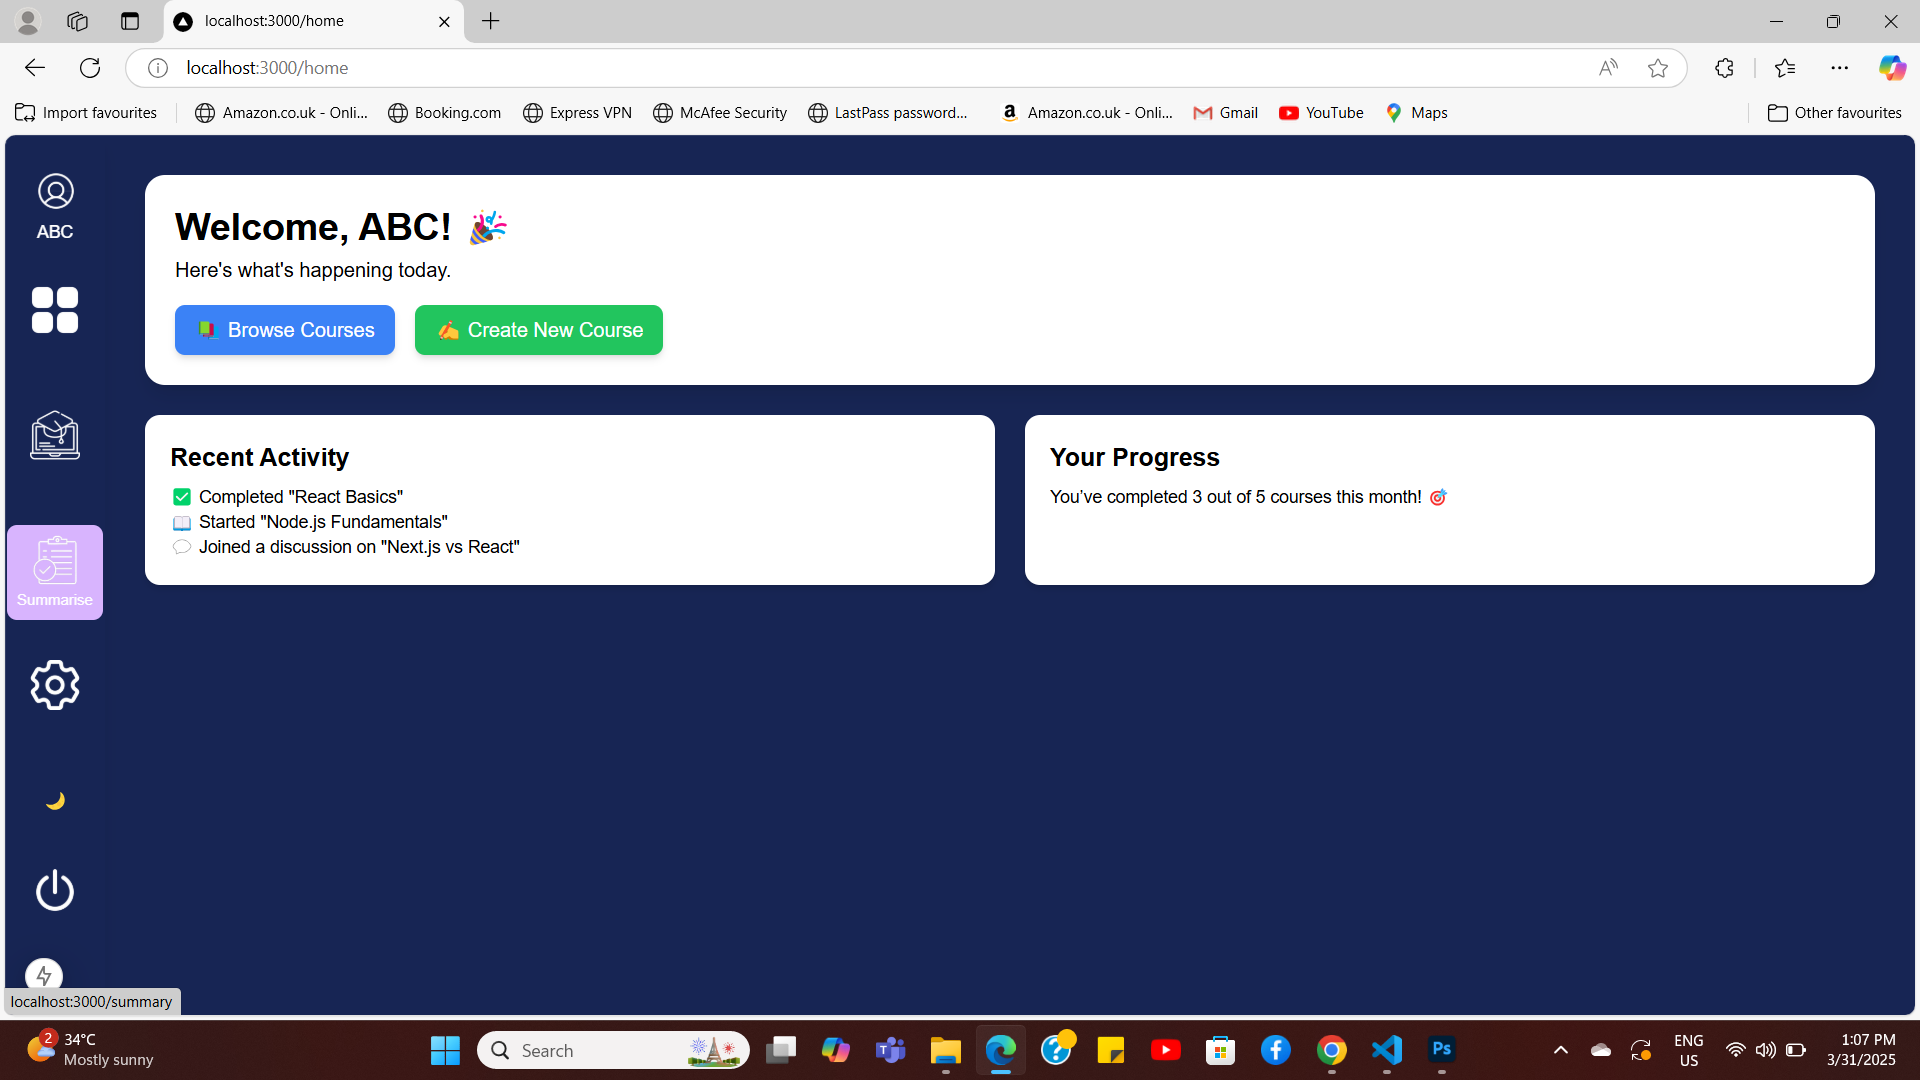 localhost:3000/home
localhost:3000/home
Import favourites
Amazon.co.uk - Onli...
Booking.com
Express VPN
McAfee Security
LastPass password...
Amazon.co.uk - Onli...
Gmail
YouTube
Maps
Other favourites
ABC
Welcome, ABC!
Here's what's happening today.
Browse Courses
Create New Course
Recent Activity
Completed "React Basics"
Started "Node.js Fundamentals"
Joined a discussion on "Next.js vs React"
Your Progress
You’ve completed 3 out of 5 courses this month!
Summarise
localhost:3000/summary
2
34°C
Mostly sunny
Search
Ps
ENG
US
1:07 PM
3/31/2025